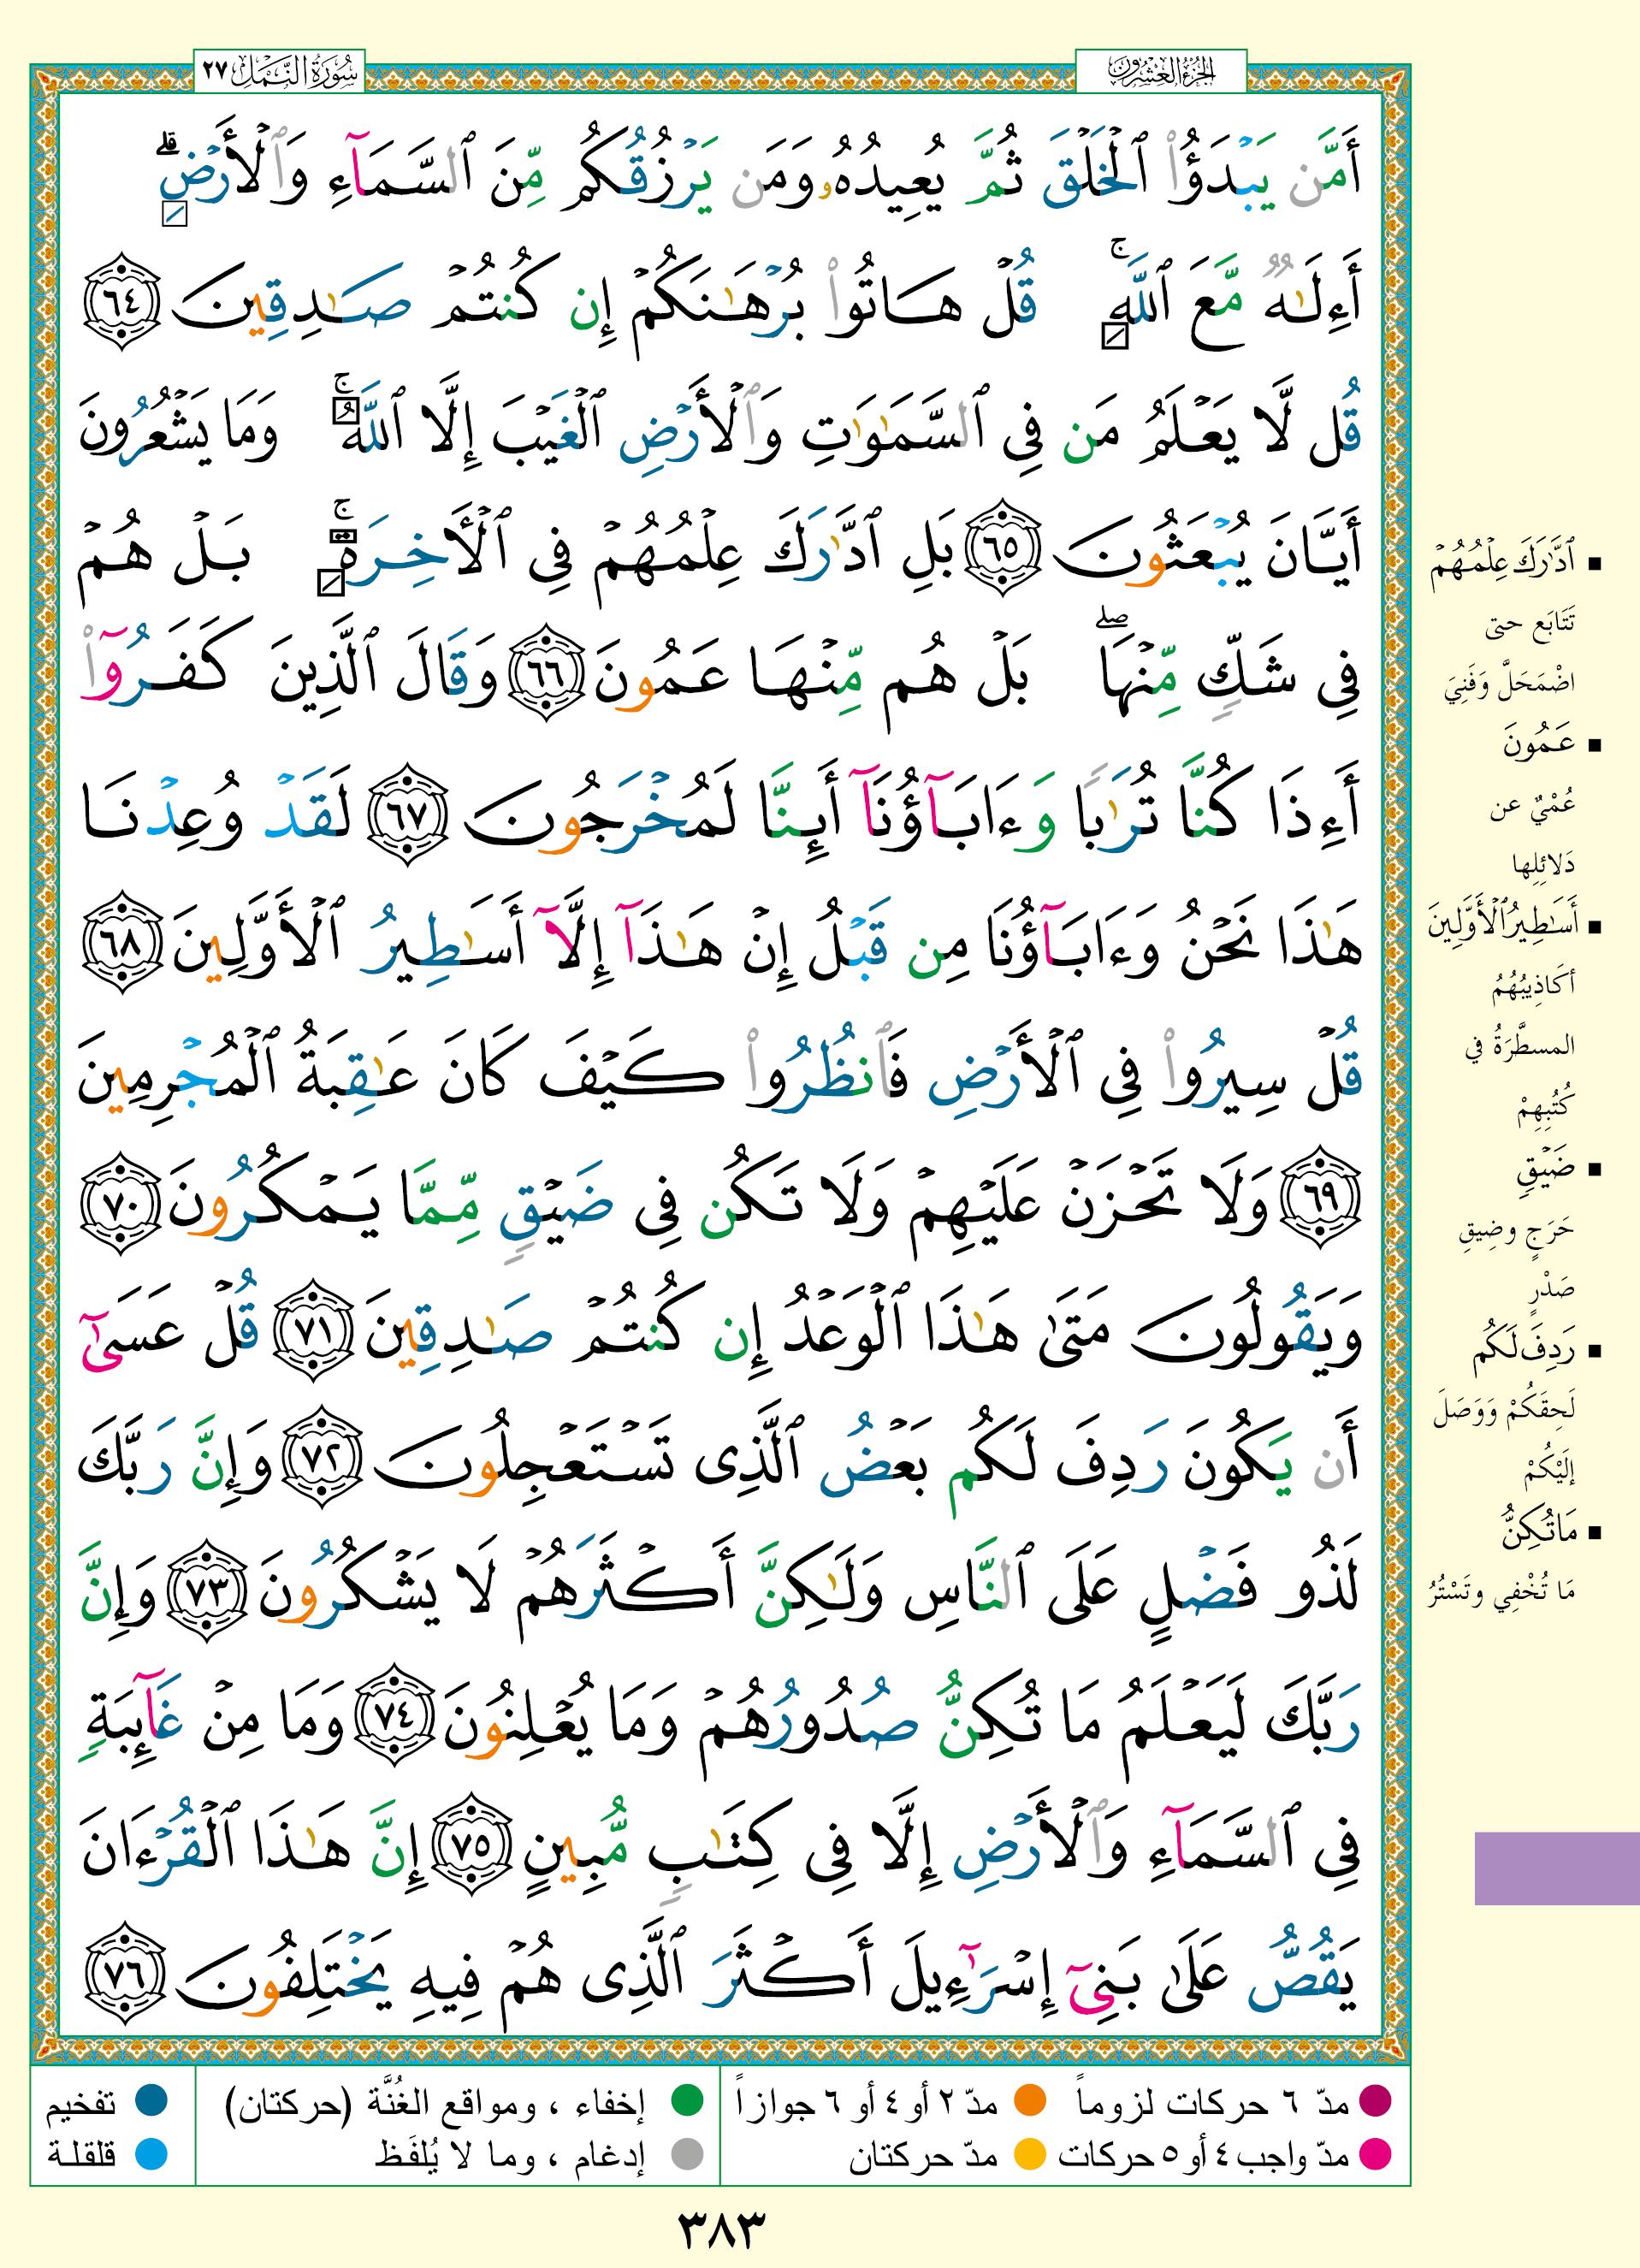 الجزء العشرون
سورة النمل ٢٧
أَمَّن يَبْدَؤُا۟ ٱلْخَلْقَ ثُمَّ يُعِيدُهُۥ وَمَن يَرْزُقُكُم مِّنَ ٱلسَّمَآءِ وَٱلْأَرْضِ ۗ
أَءِلَـٰهٌ مَّعَ ٱللَّهِ ۚ قُلْ هَاتُوا۟ بُرْهَـٰنَكُمْ إِن كُنتُمْ صَـٰدِقِينَ ٦٤
قُل لَّا يَعْلَمُ مَن فِى ٱلسَّمَـٰوَٰتِ وَٱلْأَرْضِ ٱلْغَيْبَ إِلَّا ٱللَّهُ ۚ وَمَا يَشْعُرُونَ
أَيَّانَ يُبْعَثُونَ ٦٥ بَلِ ٱدَّٰرَكَ عِلْمُهُمْ فِى ٱلْـَٔاخِرَةِ ۚ بَلْ هُمْ
فِى شَكٍّ مِّنْهَا ۖ بَلْ هُم مِّنْهَا عَمُونَ ٦٦ وَقَالَ ٱلَّذِينَ كَفَرُوٓا۟
أَءِذَا كُنَّا تُرَٰبًا وَءَابَآؤُنَآ أَئِنَّا لَمُخْرَجُونَ ٦٧ لَقَدْ وُعِدْنَا
هَـٰذَا نَحْنُ وَءَابَآؤُنَا مِن قَبْلُ إِنْ هَـٰذَآ إِلَّآ أَسَـٰطِيرُ ٱلْأَوَّلِينَ ٦٨
قُلْ سِيرُوا۟ فِى ٱلْأَرْضِ فَٱنظُرُوا۟ كَيْفَ كَانَ عَـٰقِبَةُ ٱلْمُجْرِمِينَ
٦٩ وَلَا تَحْزَنْ عَلَيْهِمْ وَلَا تَكُن فِى ضَيْقٍ مِّمَّا يَمْكُرُونَ ٧٠
وَيَقُولُونَ مَتَىٰ هَـٰذَا ٱلْوَعْدُ إِن كُنتُمْ صَـٰدِقِينَ ٧١ قُلْ عَسَىٰٓ
أَن يَكُونَ رَدِفَ لَكُم بَعْضُ ٱلَّذِى تَسْتَعْجِلُونَ ٧٢ وَإِنَّ رَبَّكَ
لَذُو فَضْلٍ عَلَى ٱلنَّاسِ وَلَـٰكِنَّ أَكْثَرَهُمْ لَا يَشْكُرُونَ ٧٣ وَإِنَّ
رَبَّكَ لَيَعْلَمُ مَا تُكِنُّ صُدُورُهُمْ وَمَا يُعْلِنُونَ ٧٤ وَمَا مِنْ غَآئِبَةٍ
فِى ٱلسَّمَآءِ وَٱلْأَرْضِ إِلَّا فِى كِتَـٰبٍ مُّبِينٍ ٧٥ إِنَّ هَـٰذَا ٱلْقُرْءَانَ
يَقُصُّ عَلَىٰ بَنِىٓ إِسْرَٰٓءِيلَ أَكْثَرَ ٱلَّذِى هُمْ فِيهِ يَخْتَلِفُونَ ٧٦
ٱدَّٰرَكَ عِلْمُهُمْ
تَتَابَع حتى
اضْمَحَلَّ وَفَنِيَ
عَمُونَ
عُمْيٌ عن
دَلائِلِها
أَسَـٰطِيرُ ٱلْأَوَّلِينَ
أكَاذِيبُهُمُ
المسطَّرَةُ في
كُتُبِهِمْ
ضَيْقٍ
حَرَجٍ وضِيقِ
صَدْرٍ
رَدِفَ لَكُم
لَحِقَكُمْ وَوَصَلَ
إلَيْكُمْ
مَا تُكِنُّ
مَا تُخْفِي وتَسْتُرُ
مدّ ٦ حركات لزوماً مدّ ٢ أو ٤ أو ٦ جوازاً إخفاء ، ومواقع الغُنَّة (حركتان) تفخيم
مدّ واجب ٤ أو ٥ حركات مدّ حركتان إدغام ، وما لا يُلفَظ قلقلة
٣٨٣